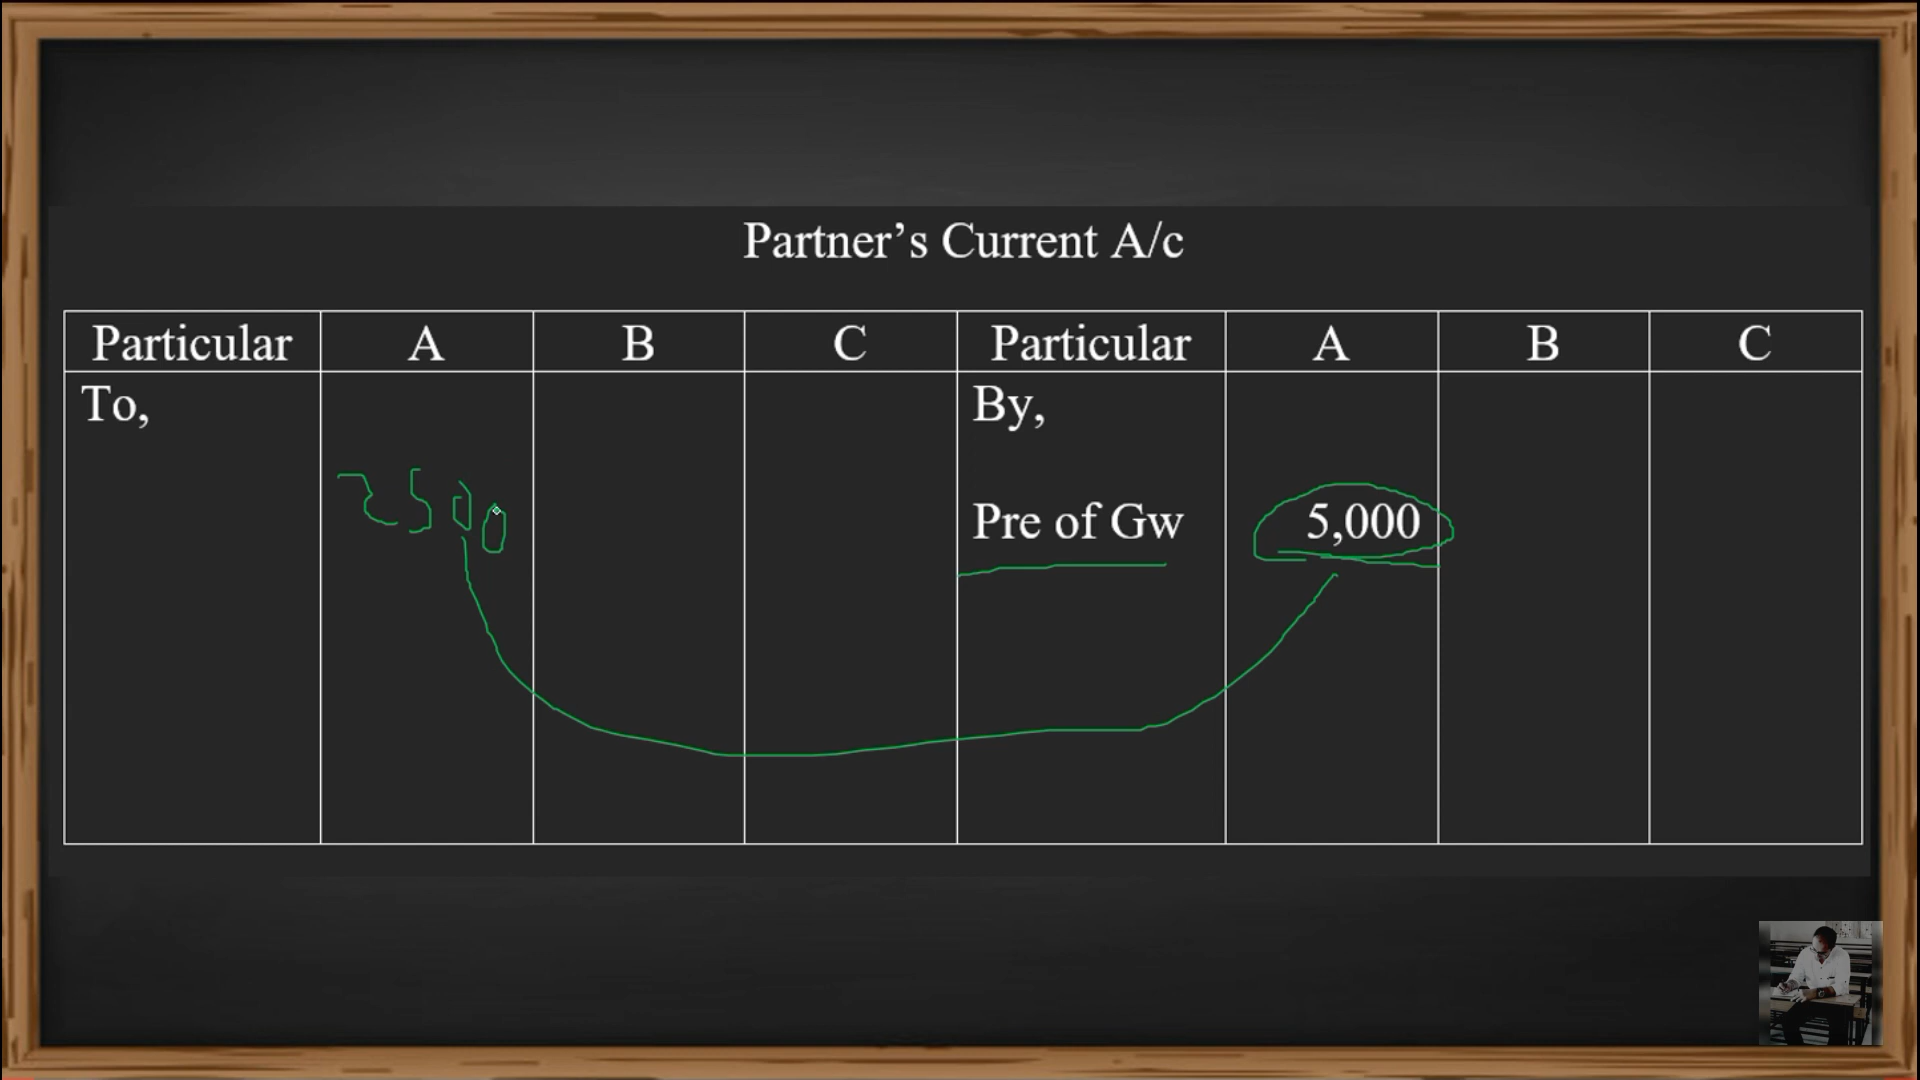 Partner’s Current A/c
Particular A B C Particular A B C
To, By,
2500
Pre of Gw 5,000